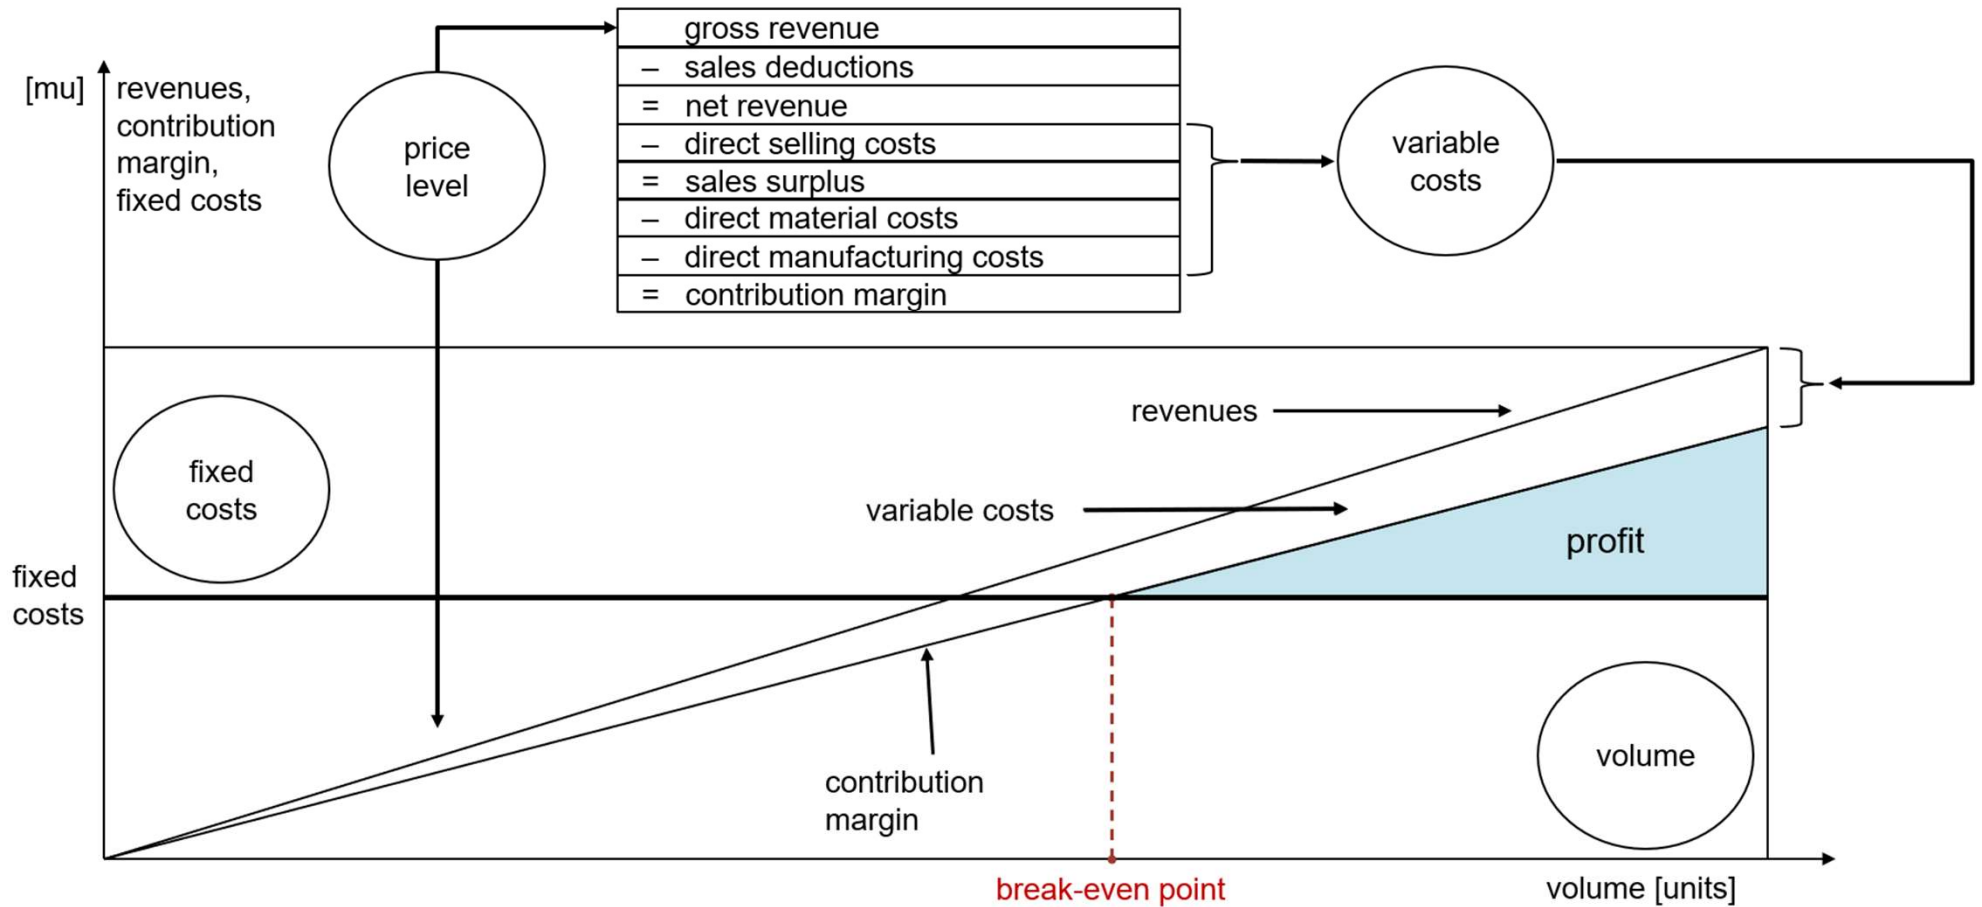 [mu]
revenues,
contribution
margin,
fixed costs
price
level
gross revenue
– sales deductions
= net revenue
– direct selling costs
= sales surplus
– direct material costs
– direct manufacturing costs
= contribution margin
variable
costs
revenues
fixed
costs
variable costs
profit
fixed
costs
contribution
margin
volume
break-even point
volume [units]